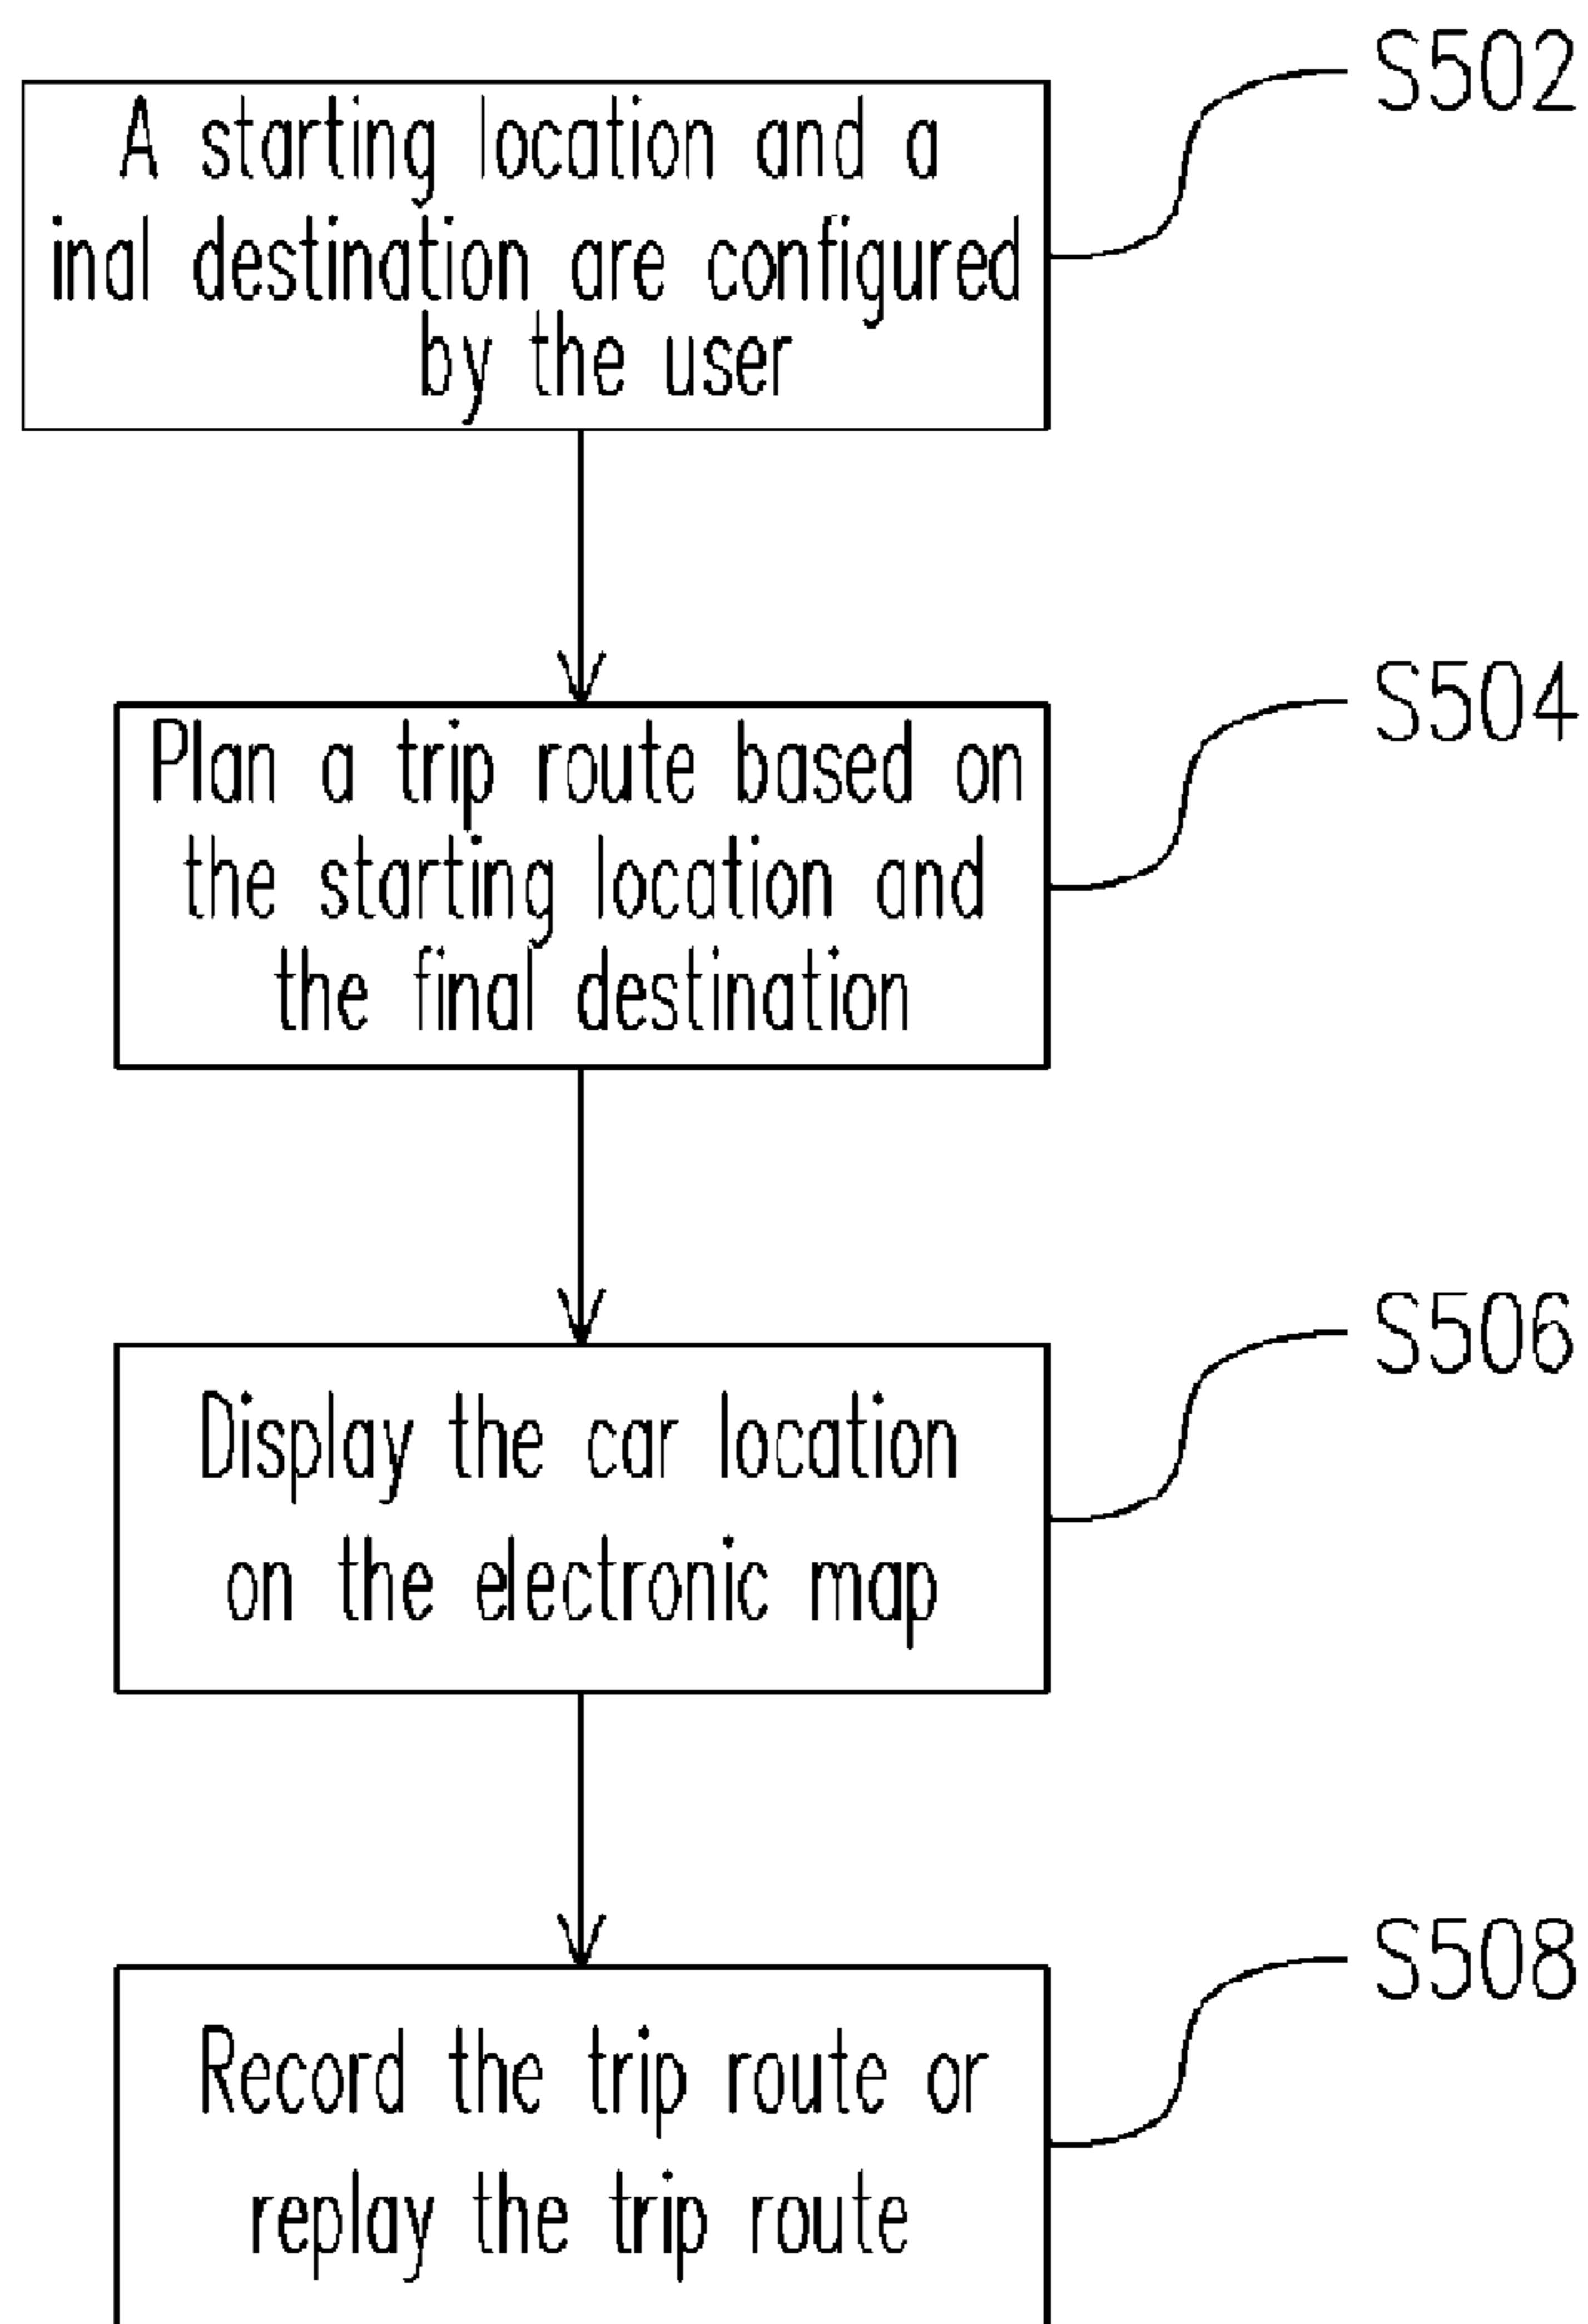 S502
A starting location and a
inal destination are configured
by the user
S504
Plan a trip route based on
the starting location and
the final destination
S506
Display the car location
on the electronic map
S508
Record the trip route or
replay the trip route